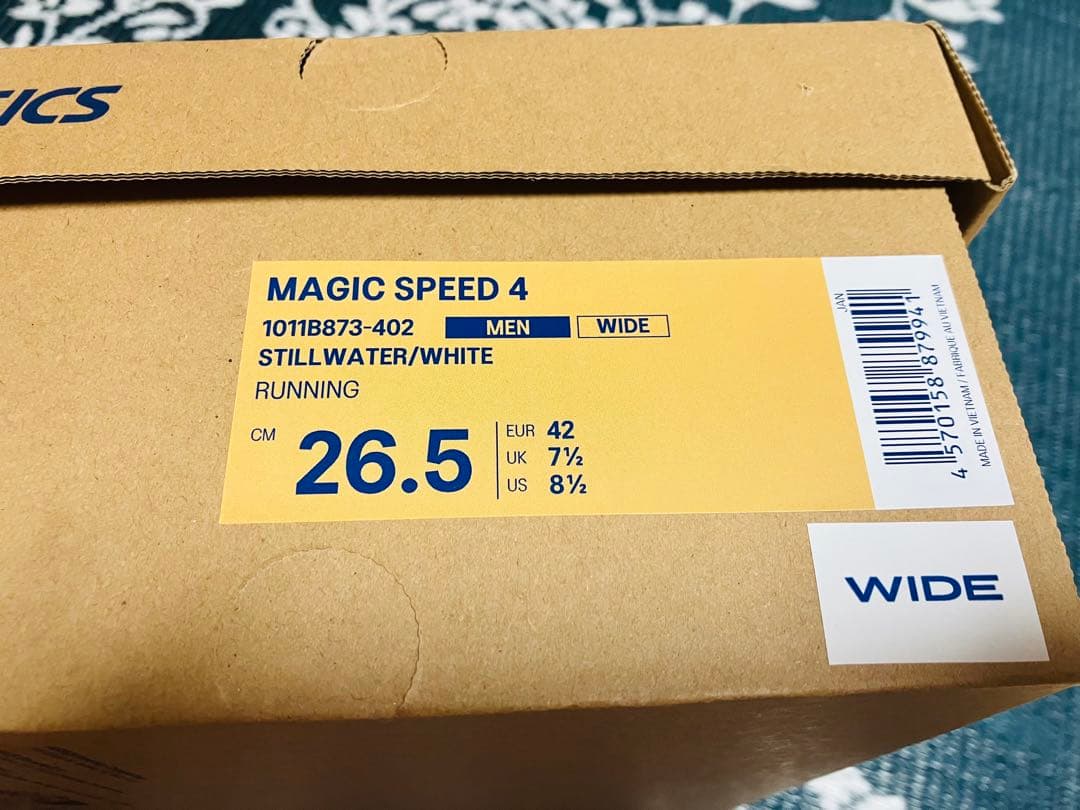 ICS
MAGIC SPEED 4
1011B873-402 MEN WIDE
STILLWATER/WHITE
RUNNING
CM 26.5
EUR 42
UK 7½
US 8½
JAN
4 570158 879941
MADE IN VIETNAM / FABRIQUE AU VIETNAM
WIDE